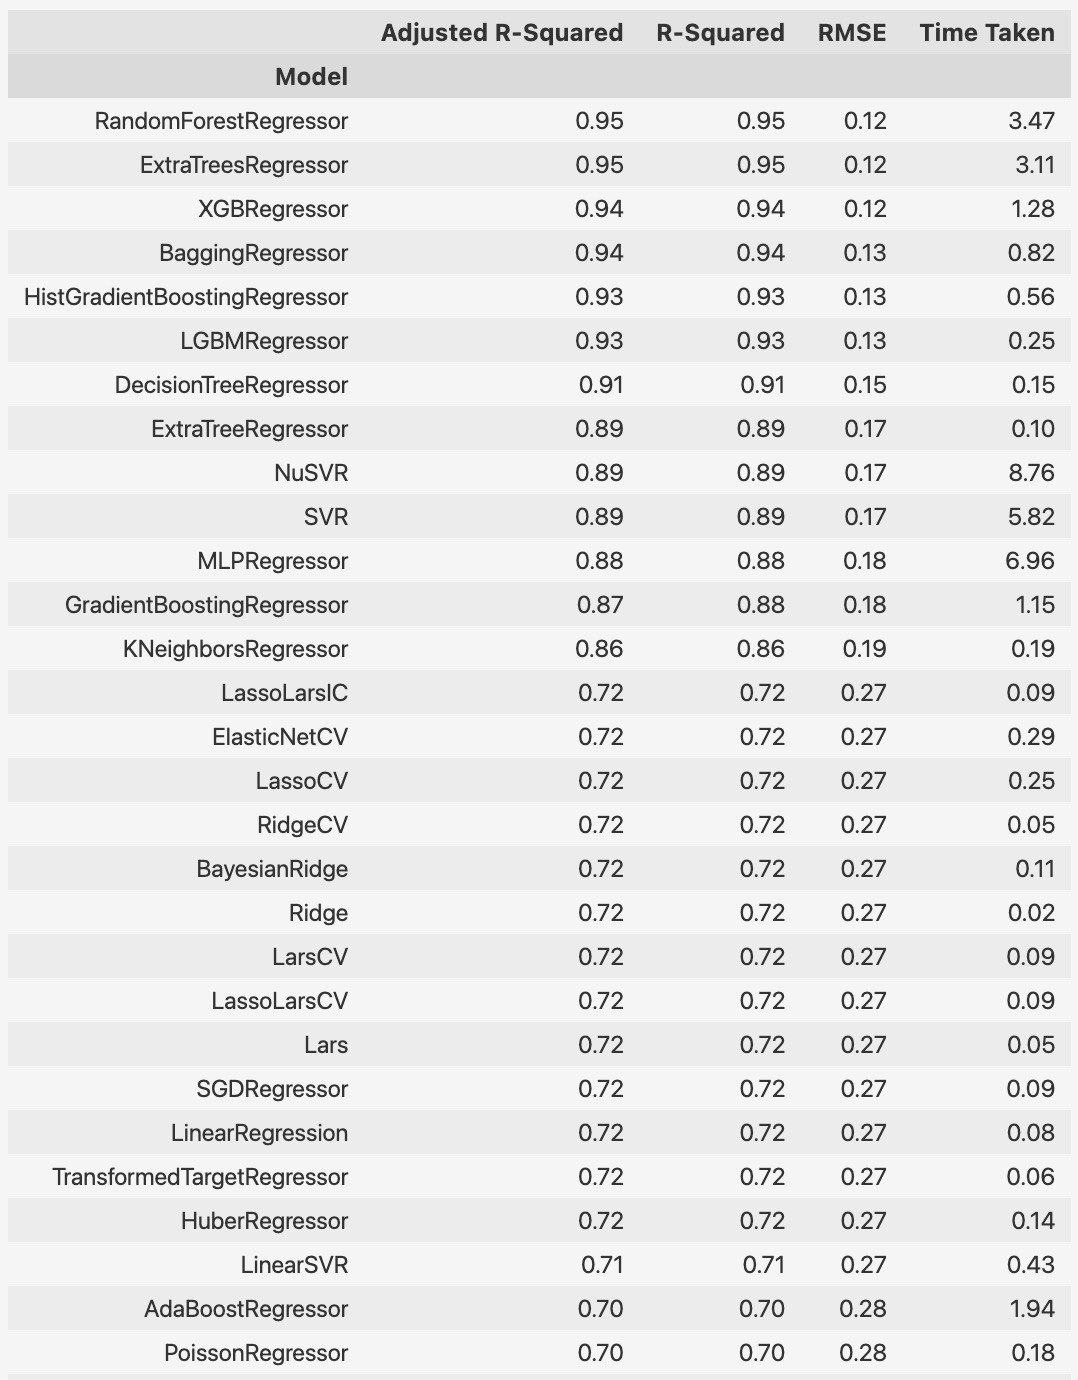 Adjusted R-Squared R-Squared RMSE Time Taken
Model
RandomForestRegressor 0.95 0.95 0.12 3.47
ExtraTreesRegressor 0.95 0.95 0.12 3.11
XGBRegressor 0.94 0.94 0.12 1.28
BaggingRegressor 0.94 0.94 0.13 0.82
HistGradientBoostingRegressor 0.93 0.93 0.13 0.56
LGBMRegressor 0.93 0.93 0.13 0.25
DecisionTreeRegressor 0.91 0.91 0.15 0.15
ExtraTreeRegressor 0.89 0.89 0.17 0.10
NuSVR 0.89 0.89 0.17 8.76
SVR 0.89 0.89 0.17 5.82
MLPRegressor 0.88 0.88 0.18 6.96
GradientBoostingRegressor 0.87 0.88 0.18 1.15
KNeighborsRegressor 0.86 0.86 0.19 0.19
LassoLarsIC 0.72 0.72 0.27 0.09
ElasticNetCV 0.72 0.72 0.27 0.29
LassoCV 0.72 0.72 0.27 0.25
RidgeCV 0.72 0.72 0.27 0.05
BayesianRidge 0.72 0.72 0.27 0.11
Ridge 0.72 0.72 0.27 0.02
LarsCV 0.72 0.72 0.27 0.09
LassoLarsCV 0.72 0.72 0.27 0.09
Lars 0.72 0.72 0.27 0.05
SGDRegressor 0.72 0.72 0.27 0.09
LinearRegression 0.72 0.72 0.27 0.08
TransformedTargetRegressor 0.72 0.72 0.27 0.06
HuberRegressor 0.72 0.72 0.27 0.14
LinearSVR 0.71 0.71 0.27 0.43
AdaBoostRegressor 0.70 0.70 0.28 1.94
PoissonRegressor 0.70 0.70 0.28 0.18